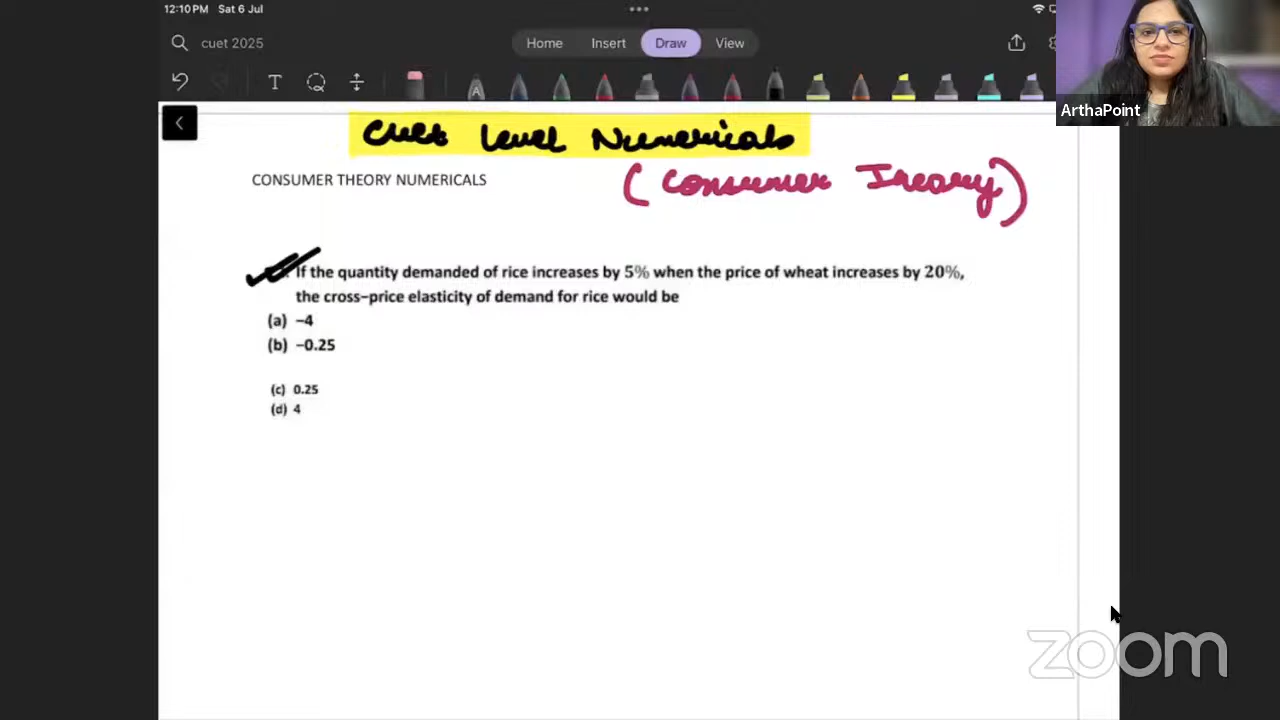 12:10 PM Sat 6 Jul
cuet 2025
Home Insert Draw View
ArthaPoint
Cuet Level Numericals
CONSUMER THEORY NUMERICALS
(Consumer Theory)
If the quantity demanded of rice increases by 5% when the price of wheat increases by 20%,
the cross-price elasticity of demand for rice would be
(a) -4
(b) -0.25
(c) 0.25
(d) 4
zoom